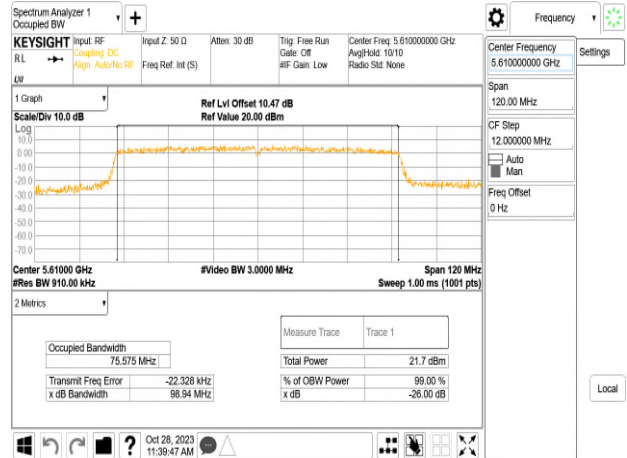 Spectrum Analyzer 1
Occupied BW
Frequency
KEYSIGHT
RL
Input: RF
Coupling: DC
Align: Auto/No RF
Input Z: 50 Ω
Freq Ref: Int (S)
Atten: 30 dB
Trig: Free Run
Gate: Off
#IF Gain: Low
Center Freq: 5.610000000 GHz
Avg|Hold: 10/10
Radio Std: None
Center Frequency
5.610000000 GHz
Settings
Span
120.00 MHz
CF Step
12.000000 MHz
Auto
Man
Freq Offset
0 Hz
Local
1 Graph
Scale/Div 10.0 dB
Ref Lvl Offset 10.47 dB
Ref Value 20.00 dBm
Log
10.0
0.00
-10.0
-20.0
-30.0
-40.0
-50.0
-60.0
-70.0
Center 5.61000 GHz
#Video BW 3.0000 MHz
Span 120 MHz
#Res BW 910.00 kHz
Sweep 1.00 ms (1001 pts)
2 Metrics
Measure Trace Trace 1
Occupied Bandwidth
75.575 MHz
Total Power 21.7 dBm
Transmit Freq Error -22.328 kHz
% of OBW Power 99.00 %
x dB Bandwidth 98.94 MHz
x dB -26.00 dB
?
Oct 28, 2023
11:39:47 AM